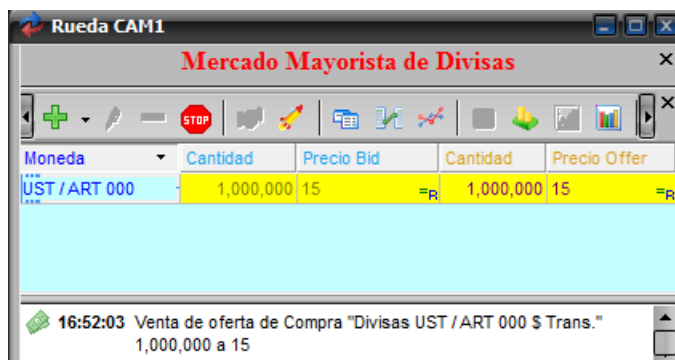 Rueda CAM1
Mercado Mayorista de Divisas
STOP
Moneda Cantidad Precio Bid Cantidad Precio Offer
UST / ART 000 1,000,000 15 =R 1,000,000 15 =R
16:52:03 Venta de oferta de Compra "Divisas UST / ART 000 $ Trans."
1,000,000 a 15